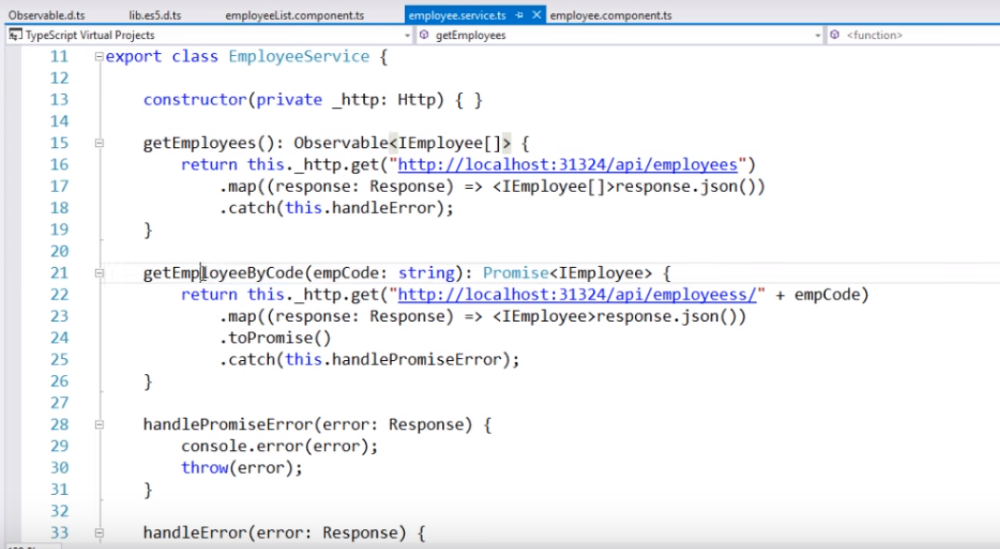 Observable.d.ts lib.es5.d.ts employeeList.component.ts employee.service.ts employee.component.ts
TypeScript Virtual Projects getEmployees <function>
11 export class EmployeeService {
12
13 constructor(private _http: Http) { }
14
15 getEmployees(): Observable<IEmployee[]> {
16 return this._http.get("http://localhost:31324/api/employees")
17 .map((response: Response) => <IEmployee[]>response.json())
18 .catch(this.handleError);
19 }
20
21 getEmployeeByCode(empCode: string): Promise<IEmployee> {
22 return this._http.get("http://localhost:31324/api/employeess/" + empCode)
23 .map((response: Response) => <IEmployee>response.json())
24 .toPromise()
25 .catch(this.handlePromiseError);
26 }
27
28 handlePromiseError(error: Response) {
29 console.error(error);
30 throw(error);
31 }
32
33 handleError(error: Response) {